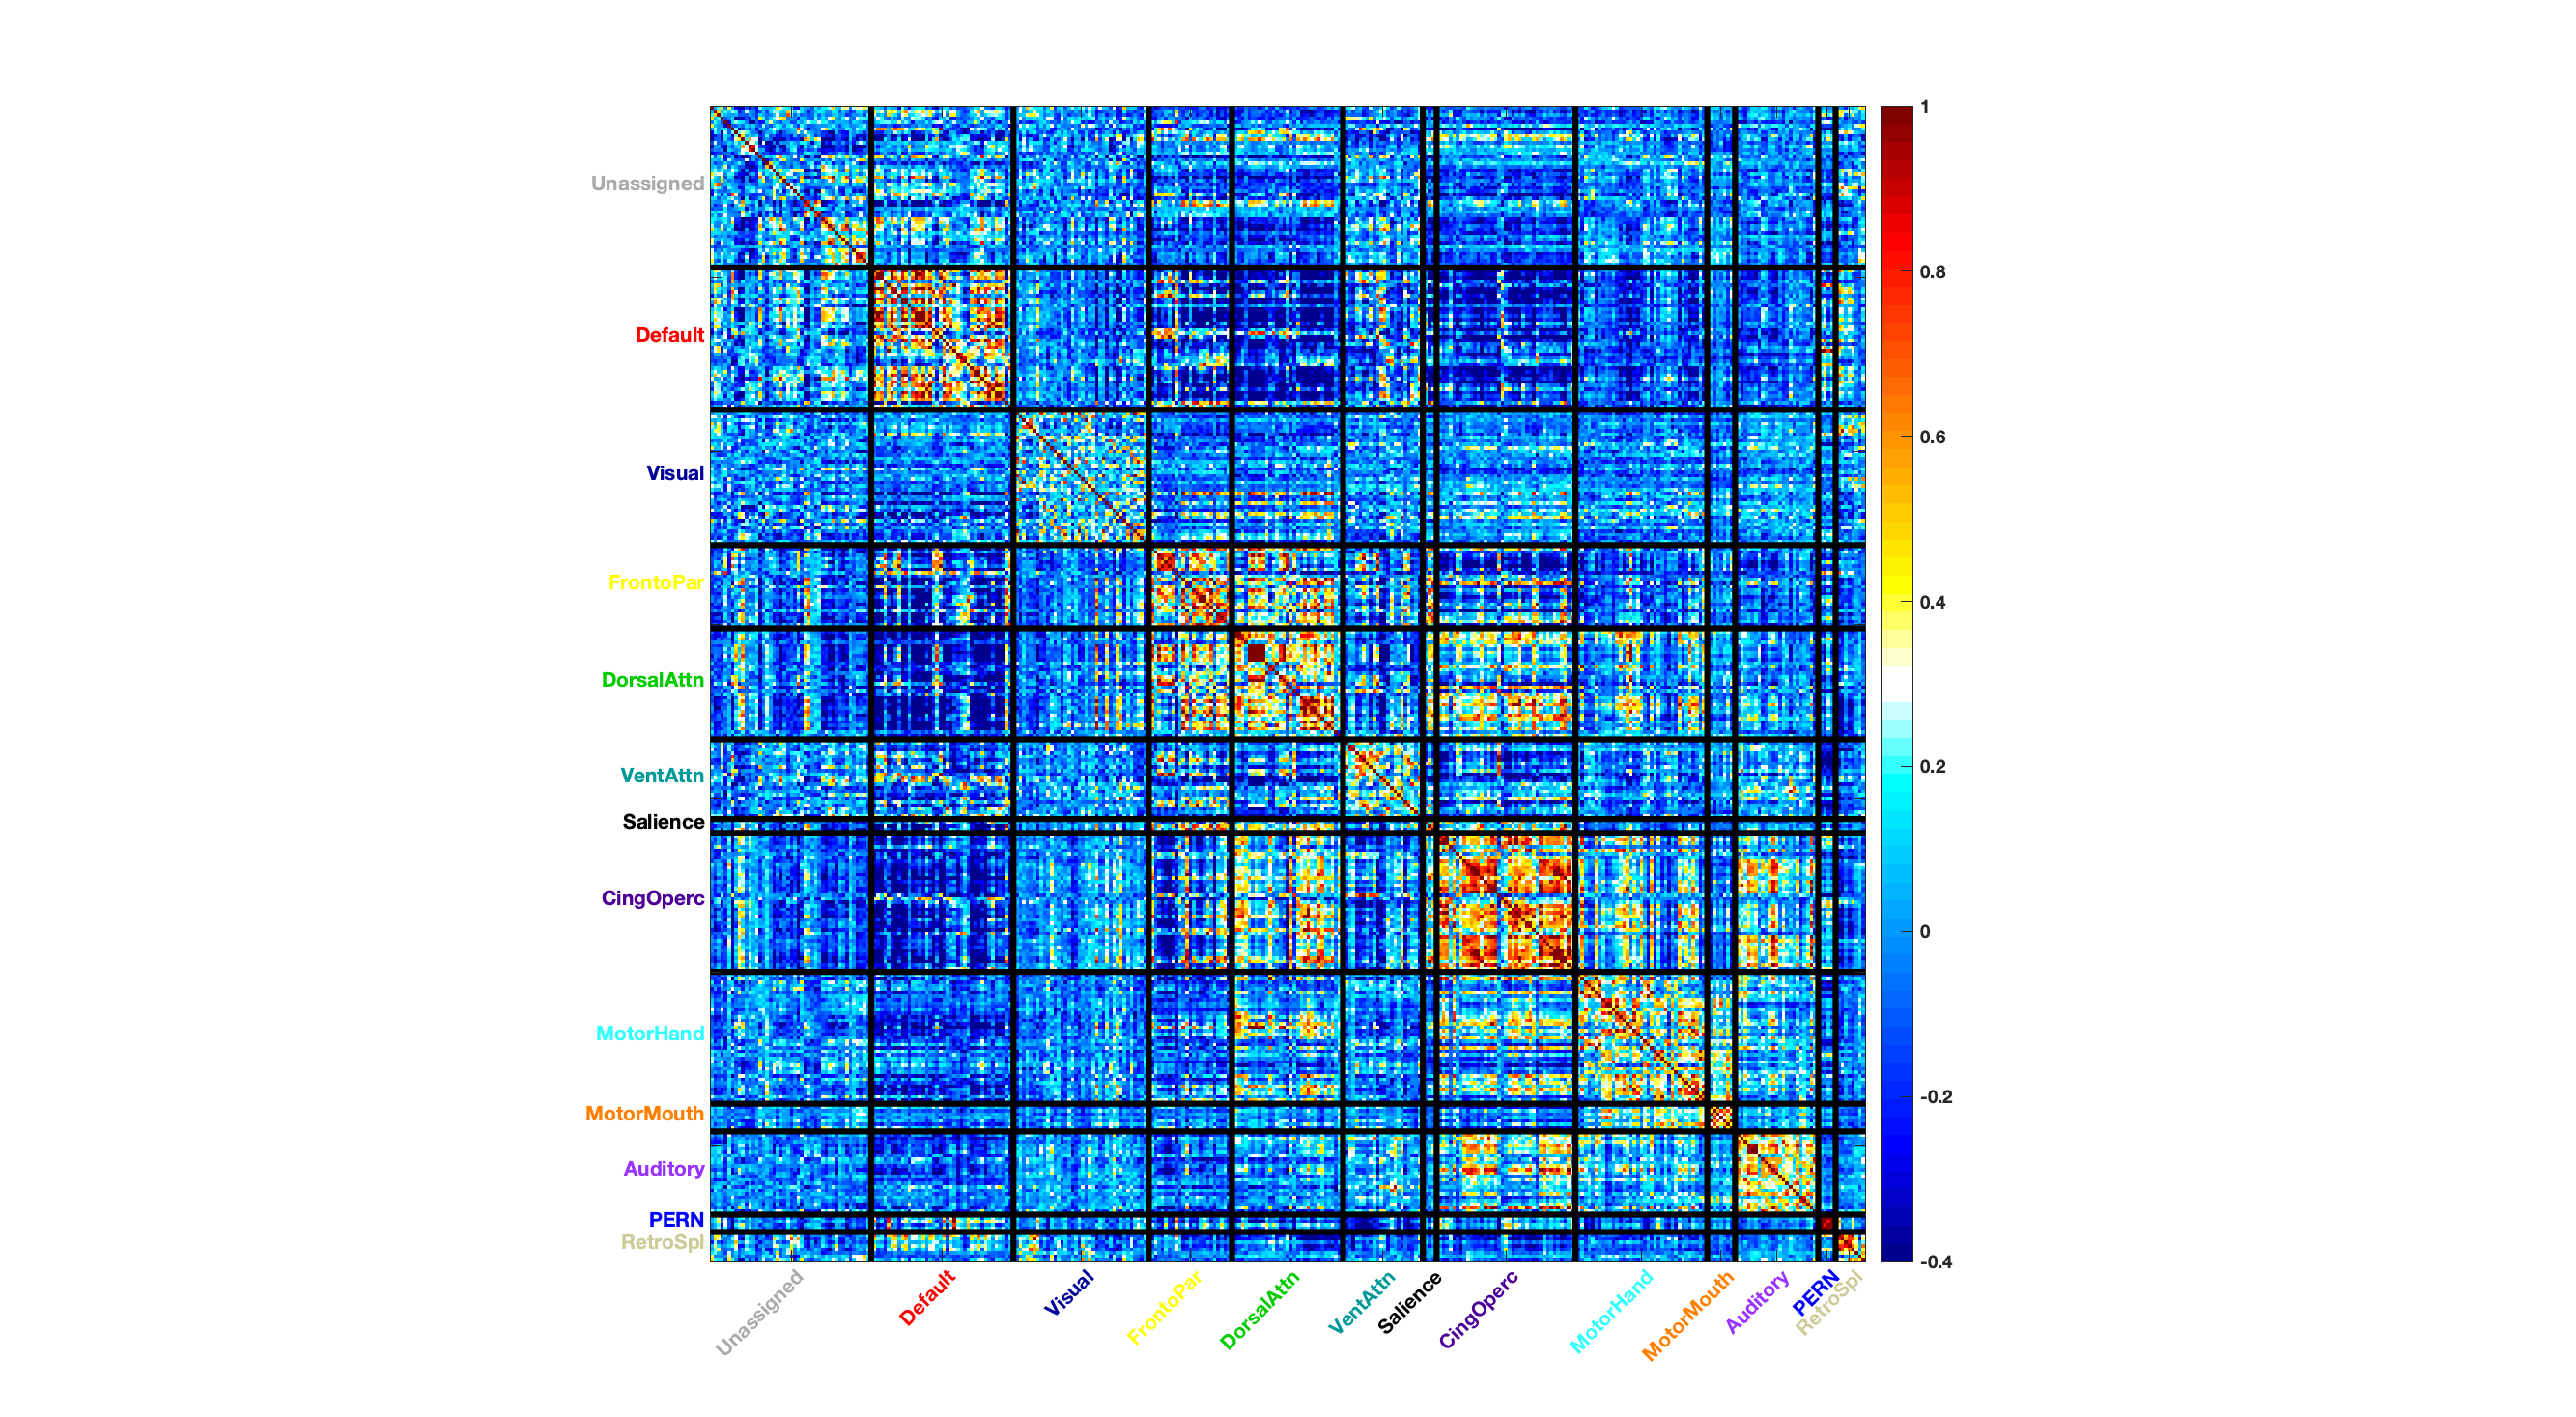 Unassigned
Default
Visual
FrontoPar
DorsalAttn
VentAttn
Salience
CingOperc
MotorHand
MotorMouth
Auditory
PERN
RetroSpl
Unassigned
Default
Visual
FrontoPar
DorsalAttn
VentAttn
Salience
CingOperc
MotorHand
MotorMouth
Auditory
PERN
RetroSpl
1
0.8
0.6
0.4
0.2
0
-0.2
-0.4